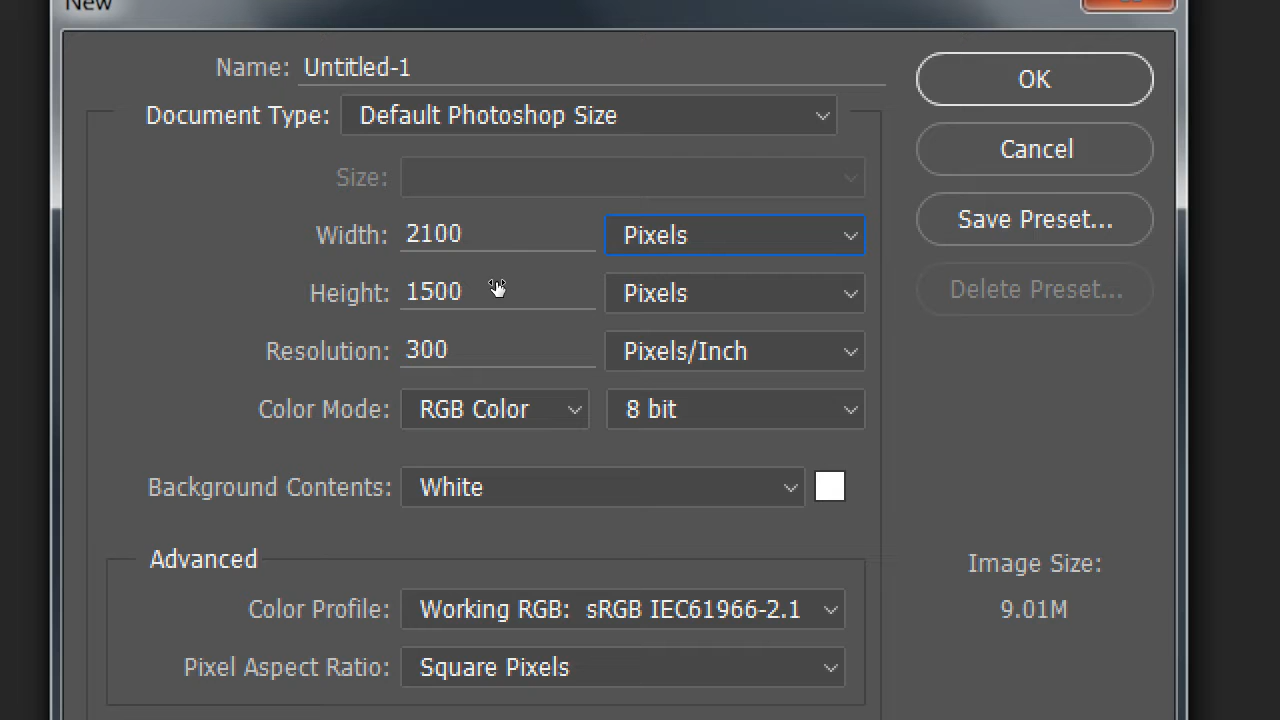 New
Name: Untitled-1
OK
Document Type: Default Photoshop Size
Cancel
Size:
Save Preset...
Width: 2100 Pixels
Height: 1500 Pixels
Delete Preset...
Resolution: 300 Pixels/Inch
Color Mode: RGB Color 8 bit
Background Contents: White
Advanced
Image Size:
Color Profile: Working RGB: sRGB IEC61966-2.1
9.01M
Pixel Aspect Ratio: Square Pixels